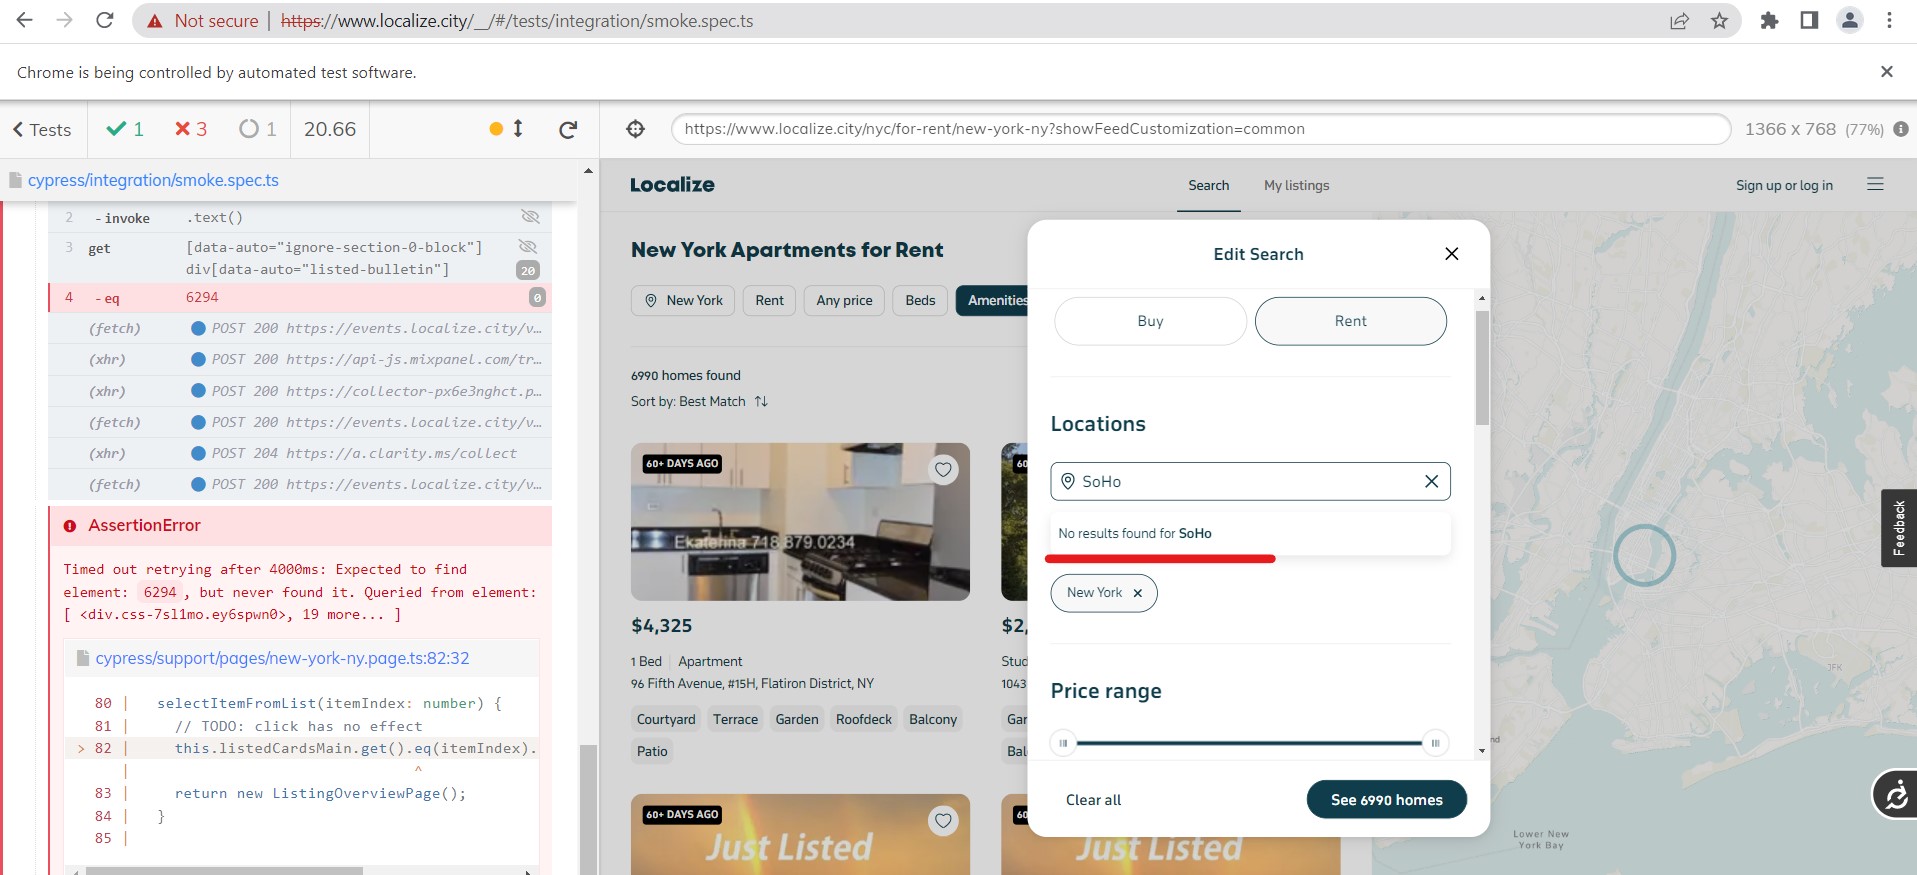 Not secure | https://www.localize.city/__/#/tests/integration/smoke.spec.ts
Chrome is being controlled by automated test software.
Tests
1
3
1
20.66
https://www.localize.city/nyc/for-rent/new-york-ny?showFeedCustomization=common
1366 x 768 (77%)
cypress/integration/smoke.spec.ts
2 -invoke .text()
3 get [data-auto="ignore-section-0-block"]
div[data-auto="listed-bulletin"]
20
4 -eq 6294
0
(fetch) POST 200 https://events.localize.city/v...
(xhr) POST 200 https://api-js.mixpanel.com/tr...
(xhr) POST 200 https://collector-px6e3nghct.p...
(fetch) POST 200 https://events.localize.city/v...
(xhr) POST 204 https://a.clarity.ms/collect
(fetch) POST 200 https://events.localize.city/v...
AssertionError
Timed out retrying after 4000ms: Expected to find
element: 6294, but never found it. Queried from element:
[ <div.css-7sl1mo.ey6spwn0>, 19 more... ]
cypress/support/pages/new-york-ny.page.ts:82:32
80 | selectItemFromList(itemIndex: number) {
81 | // TODO: click has no effect
> 82 | this.listedCardsMain.get().eq(itemIndex).
| ^
83 | return new ListingOverviewPage();
84 | }
85 |
Localize
Search
My listings
Sign up or log in
New York Apartments for Rent
New York
Rent
Any price
Beds
Amenities
6990 homes found
Sort by: Best Match
60+ DAYS AGO
Ekaterina 718.879.0234
$4,325
1 Bed | Apartment
96 Fifth Avenue, #15H, Flatiron District, NY
Courtyard
Terrace
Garden
Roofdeck
Balcony
Patio
60
$2,
Stud
1043
Gar
Bal
60+ DAYS AGO
Just Listed
60
Just Listed
Edit Search
Buy
Rent
Locations
SoHo
No results found for SoHo
New York
Price range
Clear all
See 6990 homes
Feedback
JFK
nd
Lower New
York Bay